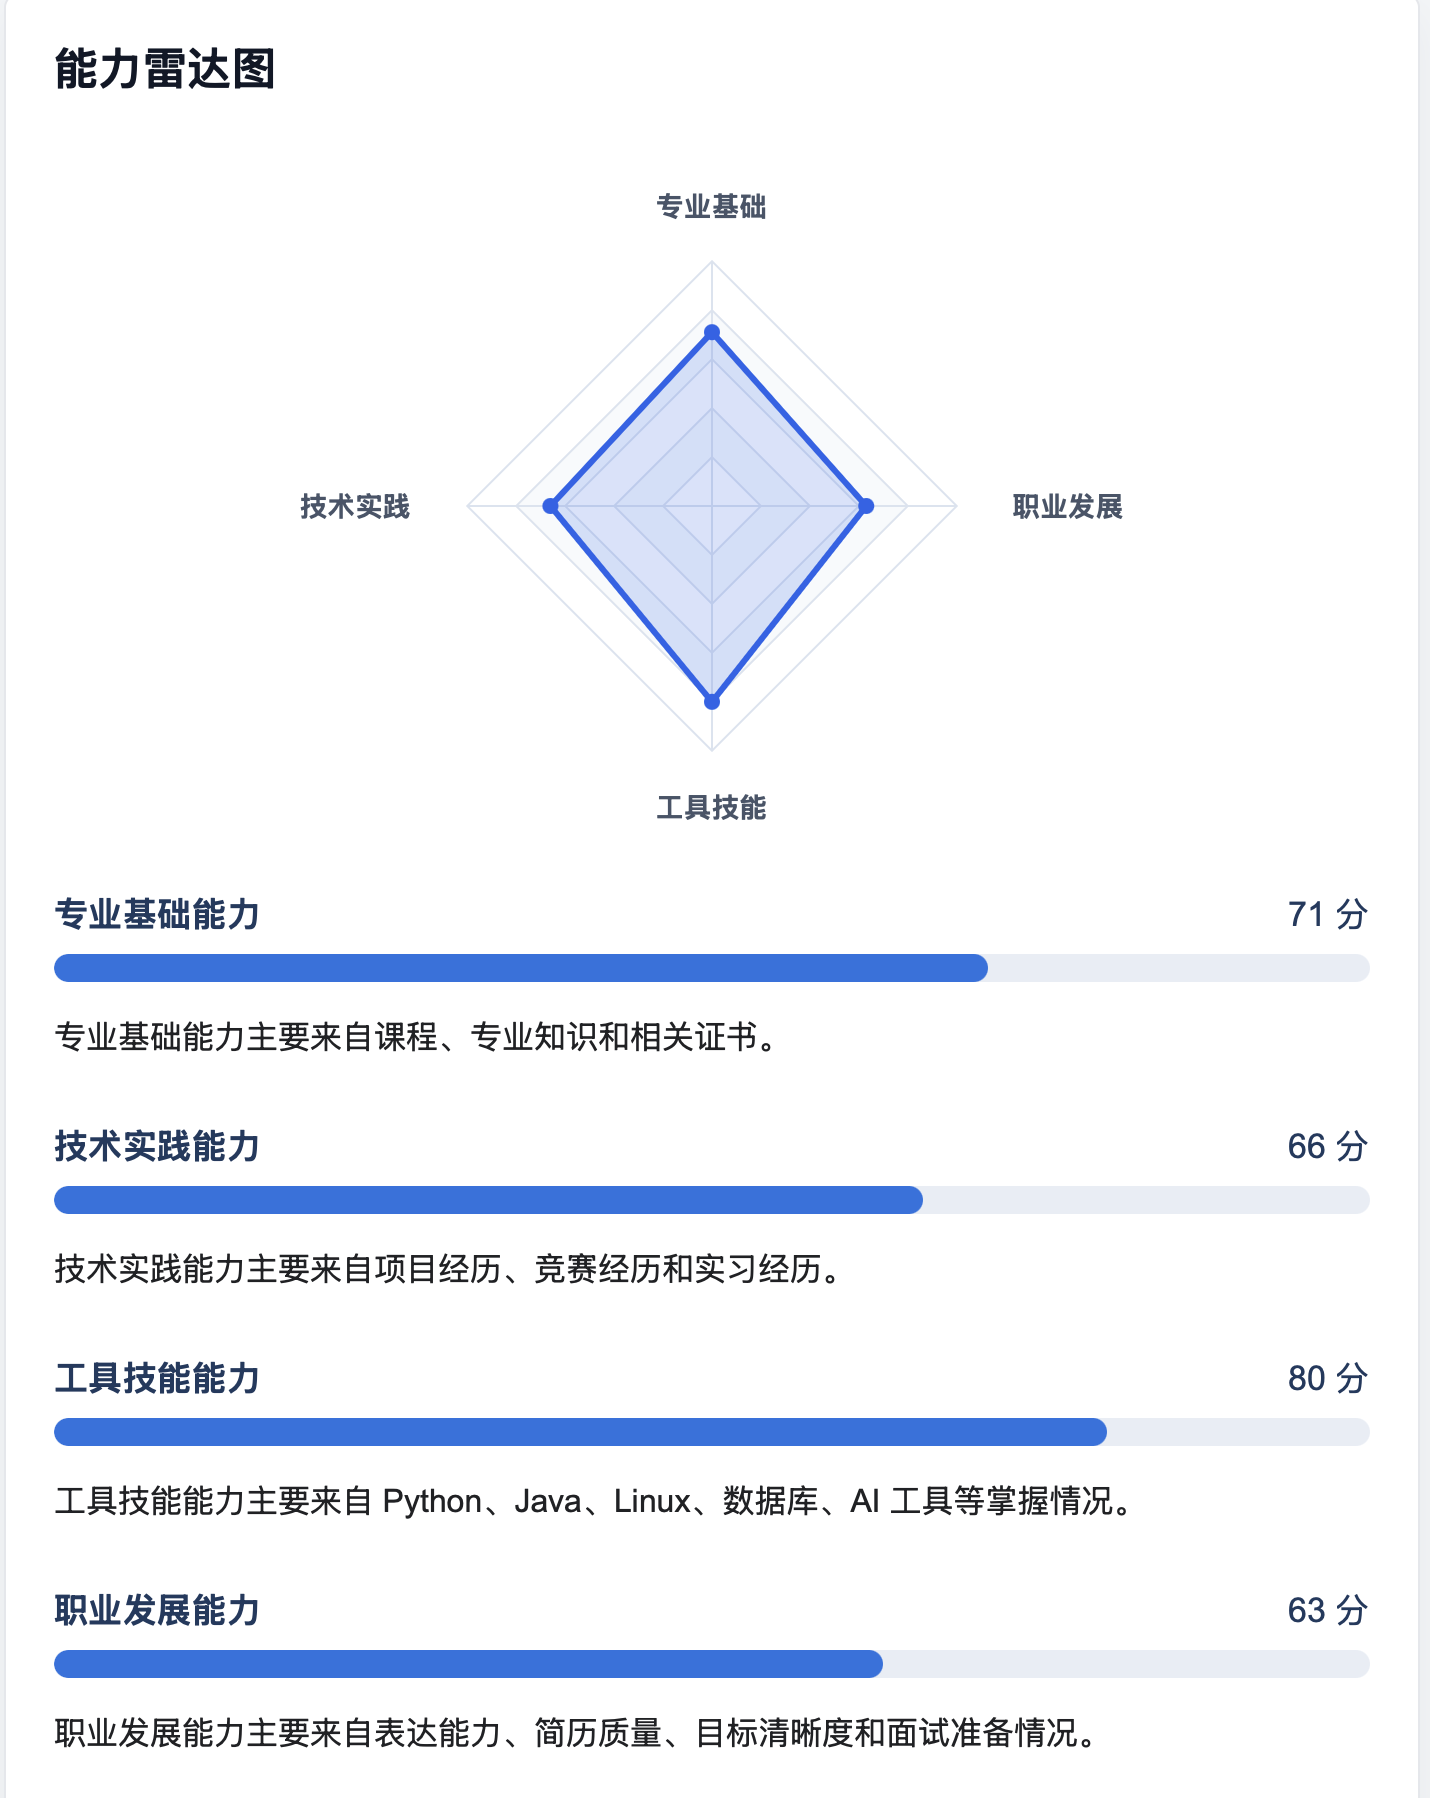 能力雷达图
专业基础
技术实践
职业发展
工具技能
专业基础能力 71 分
专业基础能力主要来自课程、专业知识和相关证书。
技术实践能力 66 分
技术实践能力主要来自项目经历、竞赛经历和实习经历。
工具技能能力 80 分
工具技能能力主要来自 Python、Java、Linux、数据库、AI 工具等掌握情况。
职业发展能力 63 分
职业发展能力主要来自表达能力、简历质量、目标清晰度和面试准备情况。